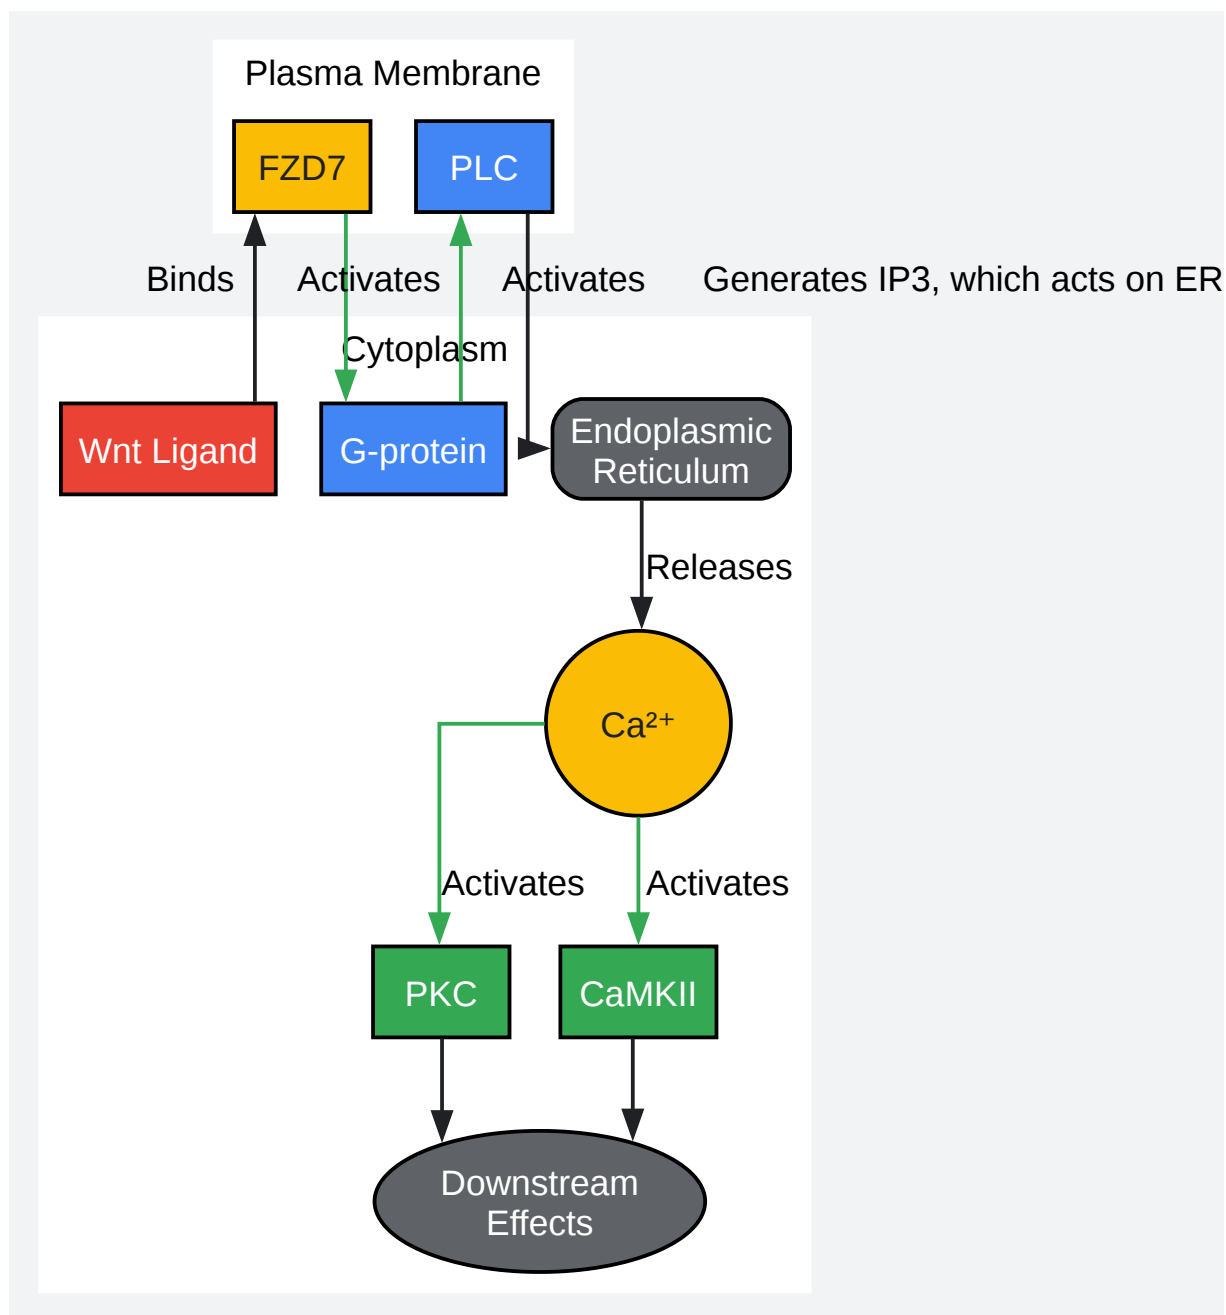 Plasma Membrane
FZD7
PLC
Binds
Activates
Activates
Generates IP3, which acts on ER
Cytoplasm
Wnt Ligand
G-protein
Endoplasmic
Reticulum
Releases
Ca²⁺
Activates
Activates
PKC
CaMKII
Downstream
Effects